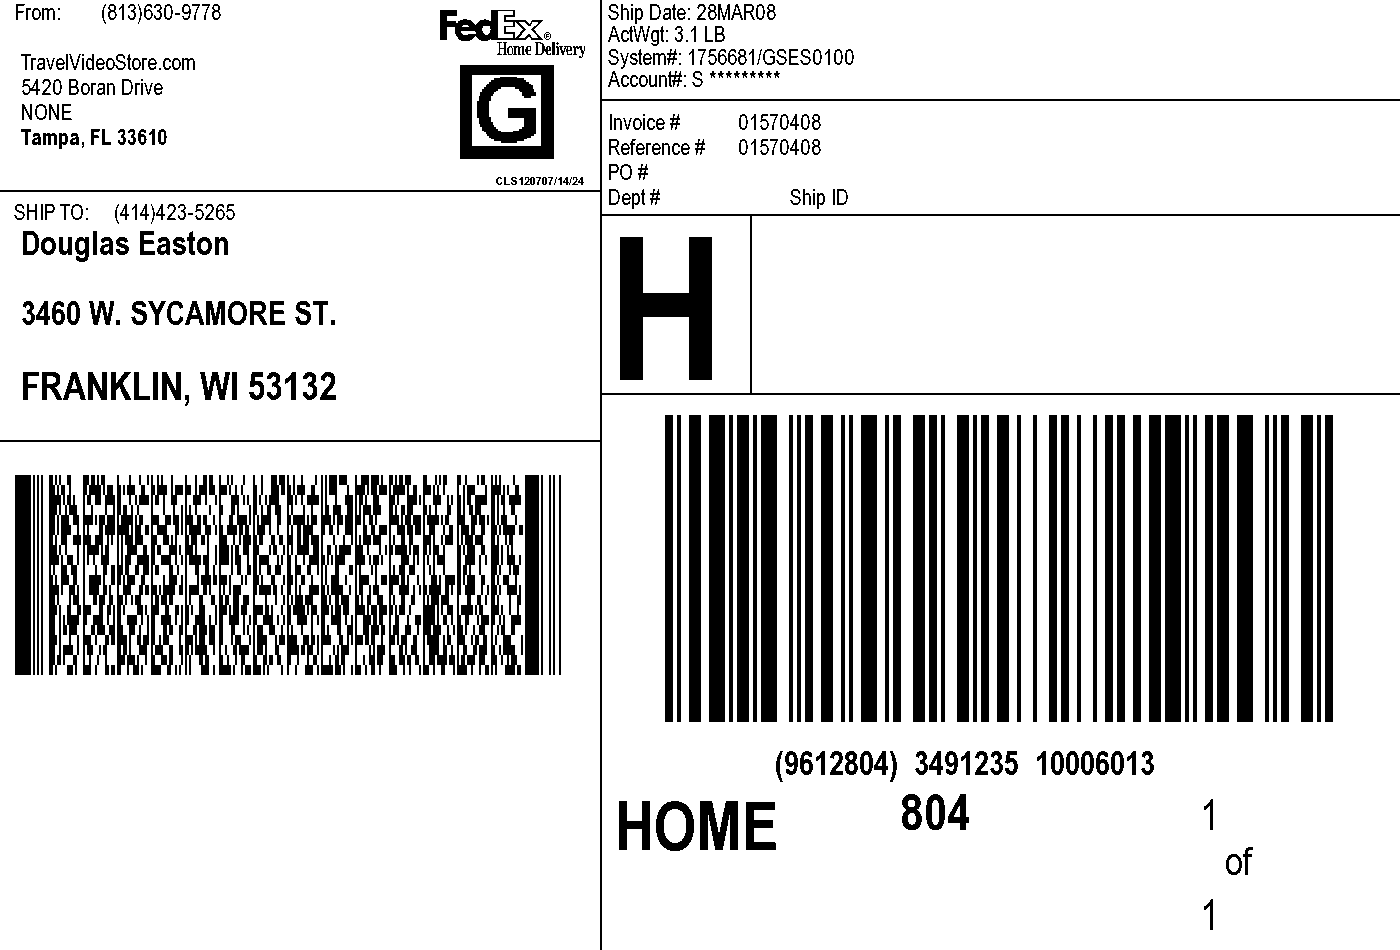 From: (813)630-9778
TravelVideoStore.com
5420 Boran Drive
NONE
Tampa, FL 33610
FedEx®
Home Delivery
G
CLS120707/14/24
SHIP TO: (414)423-5265
Douglas Easton
3460 W. SYCAMORE ST.
FRANKLIN, WI 53132
Ship Date: 28MAR08
ActWgt: 3.1 LB
System#: 1756681/GSES0100
Account#: S *********
Invoice # 01570408
Reference # 01570408
PO #
Dept # Ship ID
H
(9612804) 3491235 10006013
HOME 804 1
of
1